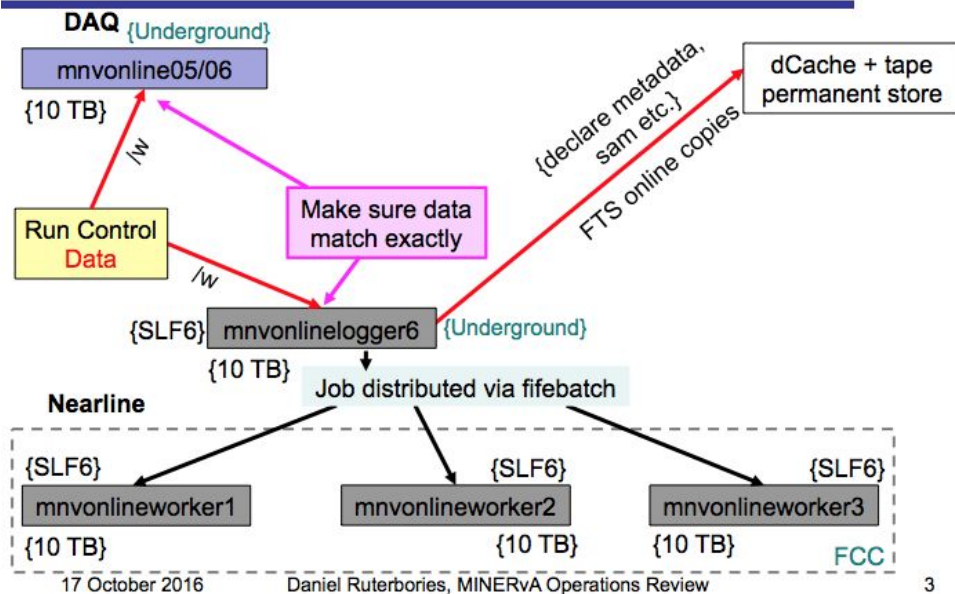 DAQ {Underground}
mnvonline05/06
{10 TB}
dCache + tape
permanent store
{declare metadata,
sam etc.}
FTS online copies
/w
Make sure data
match exactly
Run Control
Data
/w
{SLF6} mnvonlinelogger6 {Underground}
{10 TB}
Job distributed via fifebatch
Nearline
{SLF6} {SLF6} {SLF6}
mnvonlineworker1 mnvonlineworker2 mnvonlineworker3
{10 TB} {10 TB} {10 TB}
FCC
17 October 2016 Daniel Ruterbories, MINERvA Operations Review 3